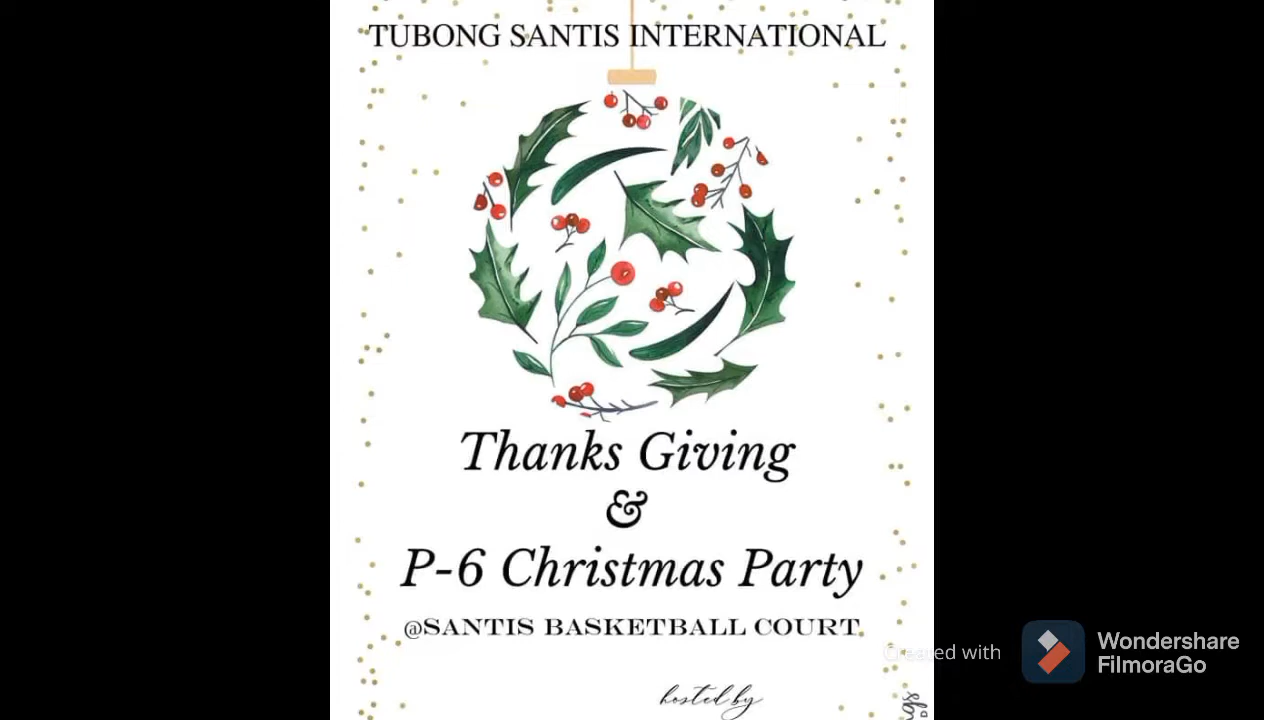 TUBONG SANTIS INTERNATIONAL
Thanks Giving
&
P-6 Christmas Party
@SANTIS BASKETBALL COURT
Created with
Wondershare
FilmoraGo
hosted by